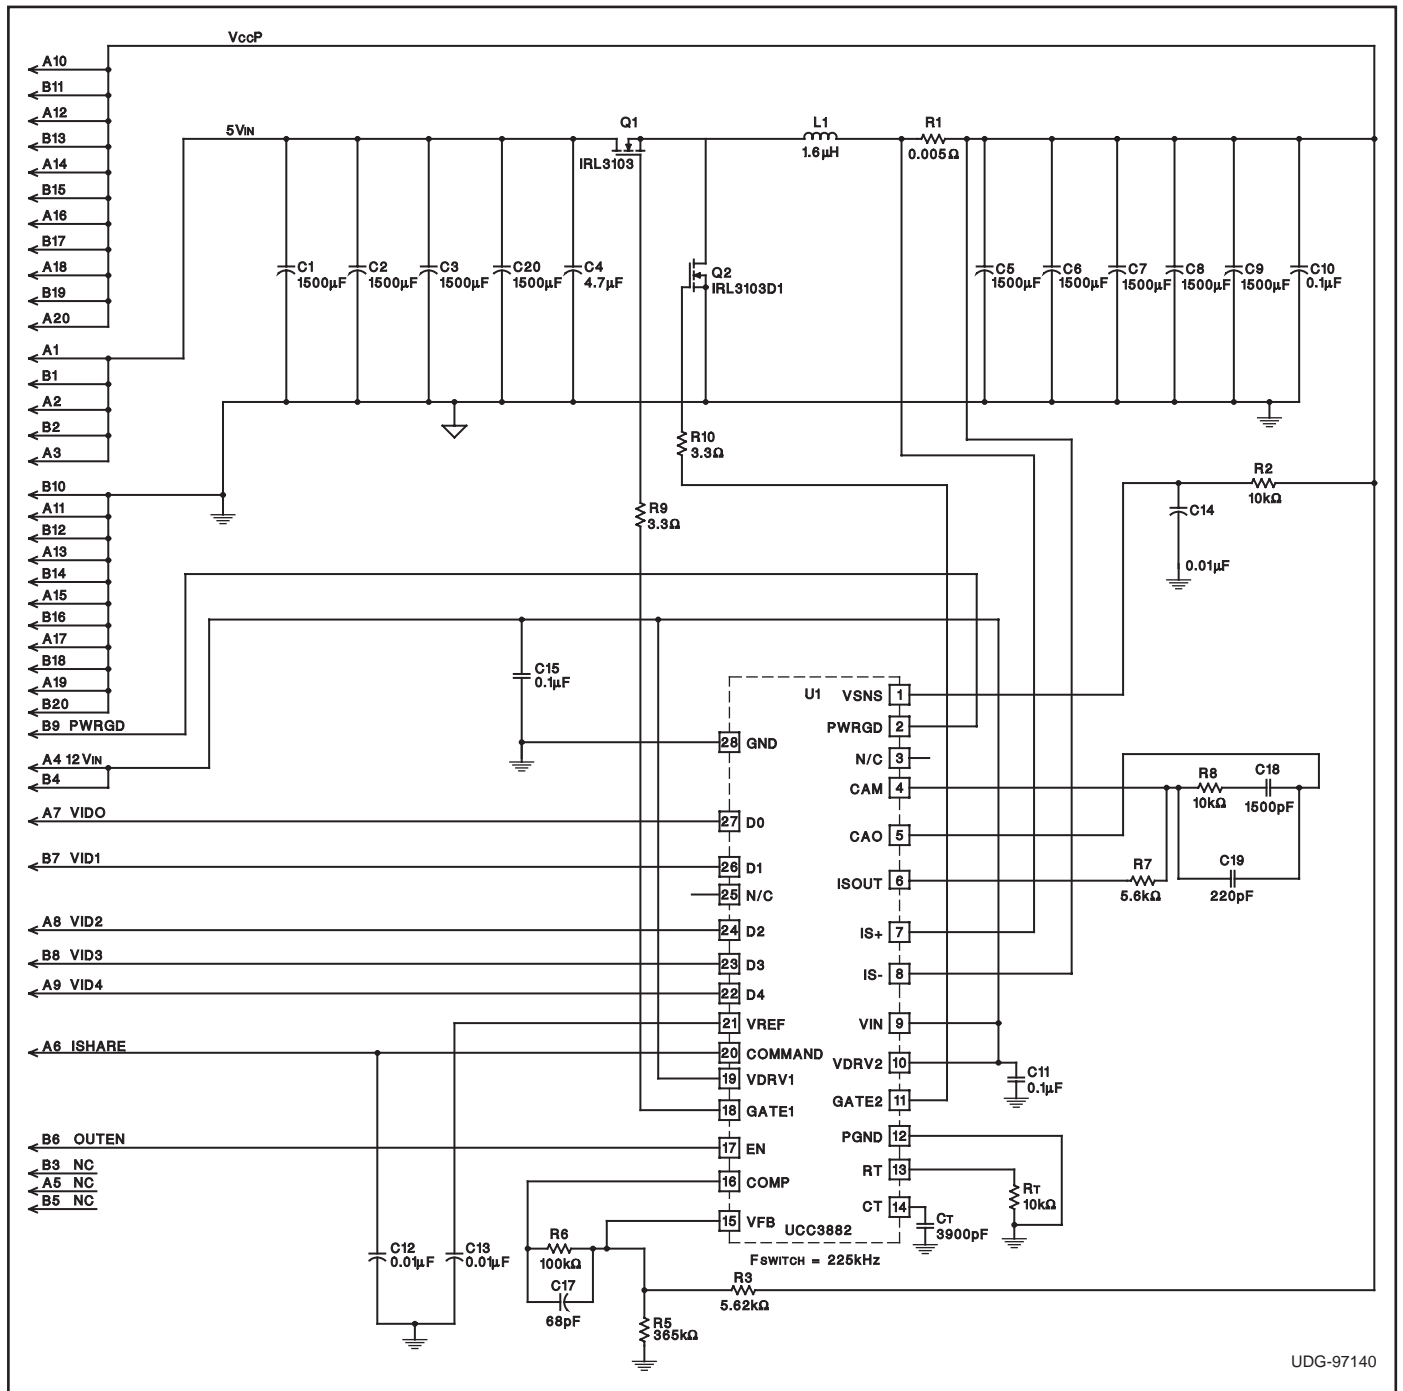 VCCP
A10
B11
A12
B13
A14
B15
A16
B17
A18
B19
A20
5VIN
Q1
IRL3103
L1
1.6µH
R1
0.005Ω
C1
1500µF
C2
1500µF
C3
1500µF
C20
1500µF
C4
4.7µF
Q2
IRL3103D1
C5
1500µF
C6
1500µF
C7
1500µF
C8
1500µF
C9
1500µF
C10
0.1µF
A1
B1
A2
B2
A3
R10
3.3Ω
R9
3.3Ω
R2
10kΩ
C14
0.01µF
B10
A11
B12
A13
B14
A15
B16
A17
B18
A19
B20
B9 PWRGD
A4 12VIN
B4
A7 VID0
B7 VID1
A8 VID2
B8 VID3
A9 VID4
A6 ISHARE
B6 OUTEN
B3 NC
A5 NC
B5 NC
C15
0.1µF
U1
VSNS 1
PWRGD 2
N/C 3
CAM 4
CAO 5
ISOUT 6
IS+ 7
IS- 8
VIN 9
VDRV2 10
GATE2 11
PGND 12
RT 13
CT 14
28 GND
27 D0
26 D1
25 N/C
24 D2
23 D3
22 D4
21 VREF
20 COMMAND
19 VDRV1
18 GATE1
17 EN
16 COMP
15 VFB
UCC3882
FSWITCH = 225kHz
R8
10kΩ
C18
1500pF
R7
5.6kΩ
C19
220pF
C11
0.1µF
RT
10kΩ
CT
3900pF
C12
0.01µF
C13
0.01µF
R6
100kΩ
C17
68pF
R3
5.62kΩ
R5
365kΩ
UDG-97140